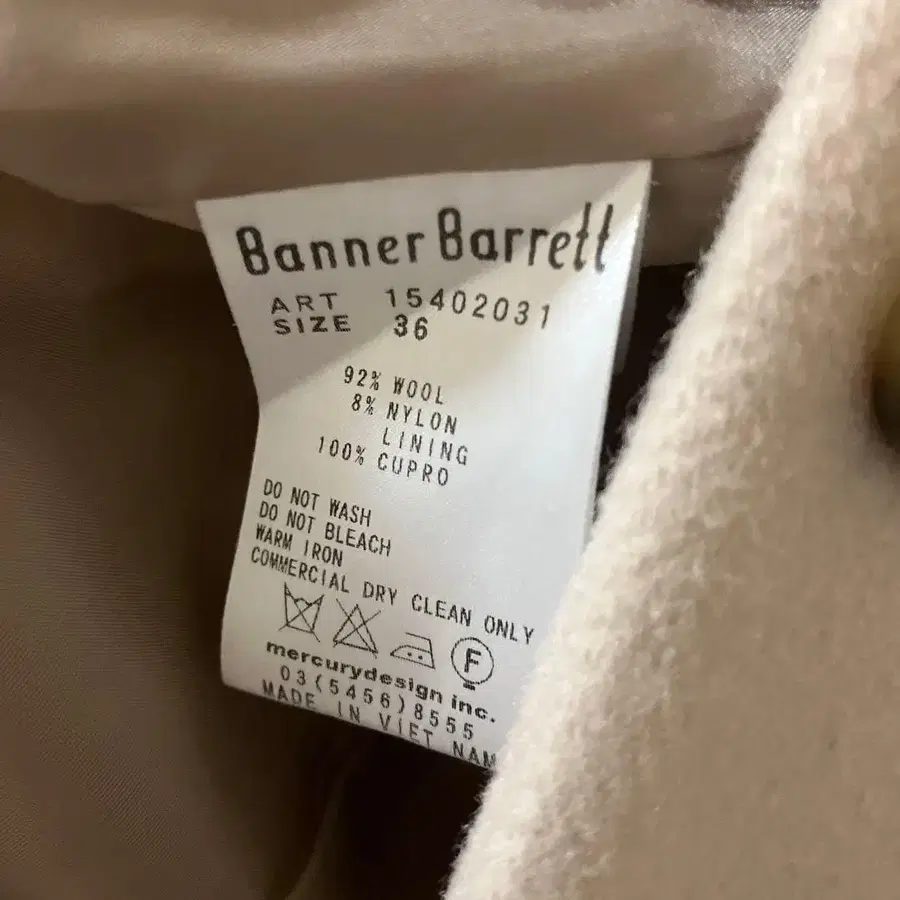 Banner Barrett
ART 15402031
SIZE 36
92% WOOL
8% NYLON
LINING
100% CUPRO
DO NOT WASH
DO NOT BLEACH
WARM IRON
COMMERCIAL DRY CLEAN ONLY
F
mercurydesign inc.
03(5456)8555
MADE IN VIET NAM